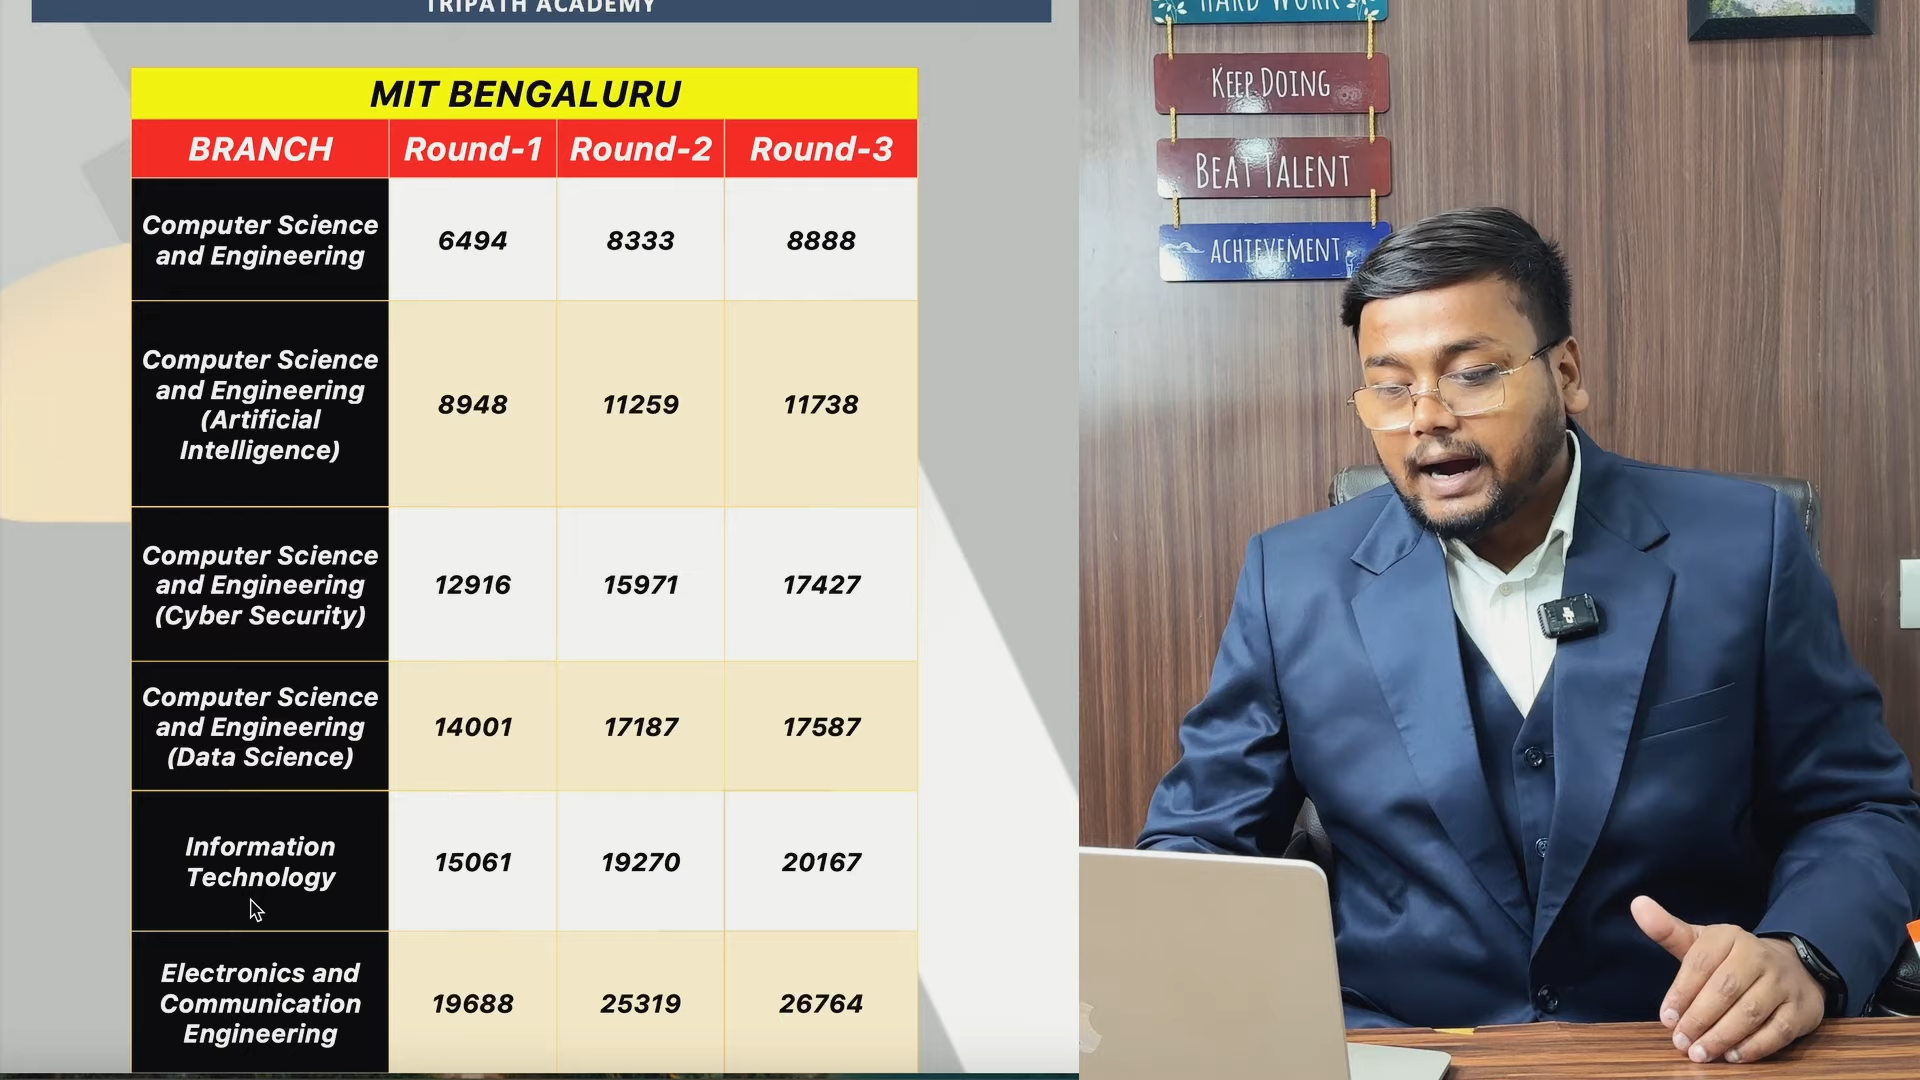 TRIPATH ACADEMY
MIT BENGALURU
BRANCH Round-1 Round-2 Round-3
Computer Science
and Engineering
6494 8333 8888
Computer Science
and Engineering
(Artificial
Intelligence)
8948 11259 11738
Computer Science
and Engineering
(Cyber Security)
12916 15971 17427
Computer Science
and Engineering
(Data Science)
14001 17187 17587
Information
Technology
15061 19270 20167
Electronics and
Communication
Engineering
19688 25319 26764
HARD WORK
KEEP DOING
BEAT TALENT
ACHIEVEMENT